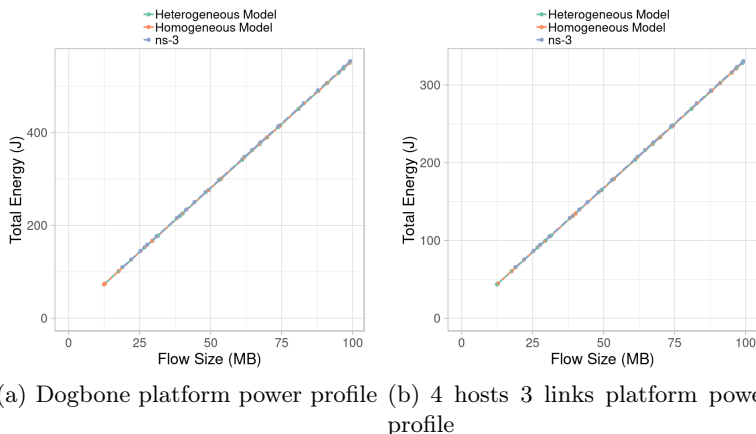 Heterogeneous Model
Homogeneous Model
ns-3
Total Energy (J)
400
200
0
0 25 50 75 100
Flow Size (MB)
a) Dogbone platform power profile
Heterogeneous Model
Homogeneous Model
ns-3
Total Energy (J)
300
200
100
0
0 25 50 75 100
Flow Size (MB)
(b) 4 hosts 3 links platform powe
profile